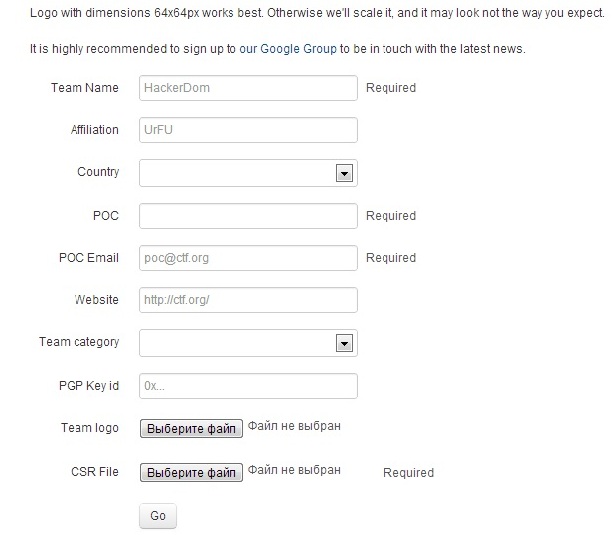 Logo with dimensions 64x64px works best. Otherwise we'll scale it, and it may look not the way you expect.
It is highly recommended to sign up to our Google Group to be in touch with the latest news.
Team Name HackerDom Required
Affiliation UrFU
Country
POC Required
POC Email poc@ctf.org Required
Website http://ctf.org/
Team category
PGP Key id 0x...
Team logo Выберите файл Файл не выбран
CSR File Выберите файл Файл не выбран Required
Go